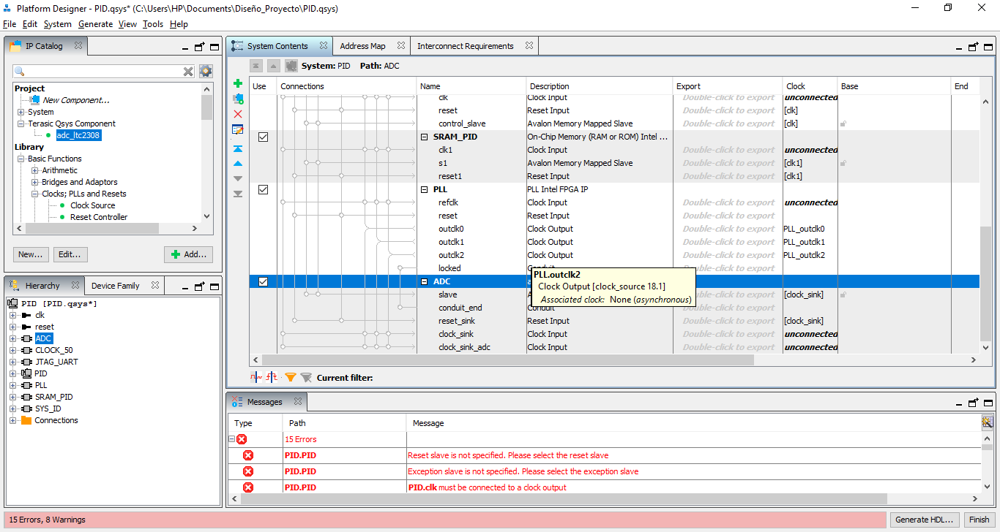 Platform Designer - PID.qsys* (C:\Users\HP\Documents\Diseño_Proyecto\PID.qsys)
File Edit System Generate View Tools Help
IP Catalog
Project
New Component...
System
Terasic Qsys Component
adc_ltc2308
Library
Basic Functions
Arithmetic
Bridges and Adaptors
Clocks; PLLs and Resets
Clock Source
Reset Controller
New... Edit... Add...
Hierarchy Device Family
PID [PID.qsys*]
clk
reset
ADC
CLOCK_50
JTAG_UART
PID
PLL
SRAM_PID
SYS_ID
Connections
System Contents Address Map Interconnect Requirements
System: PID Path: ADC
Use Connections Name Description Export Clock Base End
clk Clock Input Double-click to export unconnected
reset Reset Input Double-click to export [clk]
control_slave Avalon Memory Mapped Slave Double-click to export [clk]
SRAM_PID On-Chip Memory (RAM or ROM) Intel ...
clk1 Clock Input Double-click to export unconnected
s1 Avalon Memory Mapped Slave Double-click to export [clk1]
reset1 Reset Input Double-click to export [clk1]
PLL PLL Intel FPGA IP
refclk Clock Input Double-click to export unconnected
reset Reset Input Double-click to export
outclk0 Clock Output Double-click to export PLL_outclk0
outclk1 Clock Output Double-click to export PLL_outclk1
outclk2 Clock Output Double-click to export PLL_outclk2
locked Conduit Double-click to export
ADC
slave Double-click to export [clock_sink]
conduit_end Conduit Double-click to export
reset_sink Reset Input Double-click to export [clock_sink]
clock_sink Clock Input Double-click to export unconnected
clock_sink_adc Clock Input Double-click to export unconnected
PLL.outclk2
Clock Output [clock_source 18.1]
Associated clock: None (asynchronous)
Current filter:
Messages
Type Path Message
15 Errors
PID.PID Reset slave is not specified. Please select the reset slave
PID.PID Exception slave is not specified. Please select the exception slave
PID.PID PID.clk must be connected to a clock output
15 Errors, 8 Warnings
Generate HDL... Finish